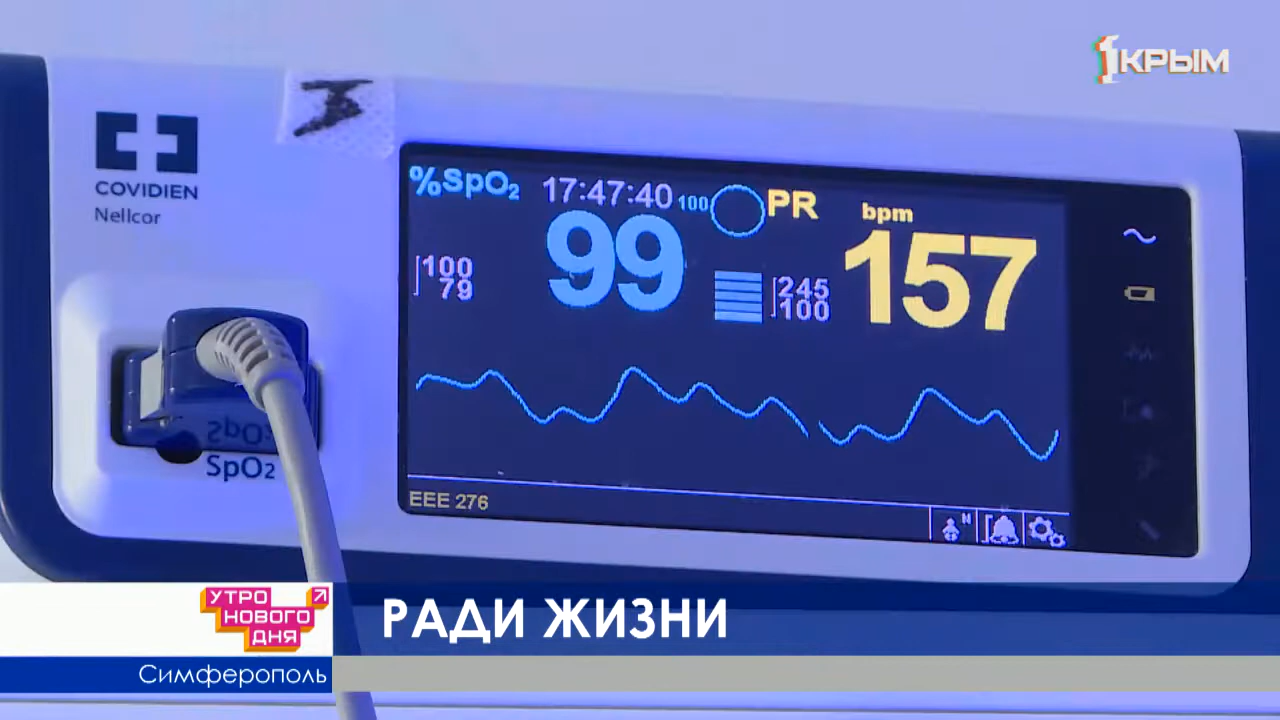 1КРЫМ
3
COVIDIEN
Nellcor
%SpO₂ 17:47:40 100 PR bpm
100
79
99
245
100
157
SpO₂
SpO₂
EEE 276
N
УТРО
НОВОГО
ДНЯ
РАДИ ЖИЗНИ
Симферополь